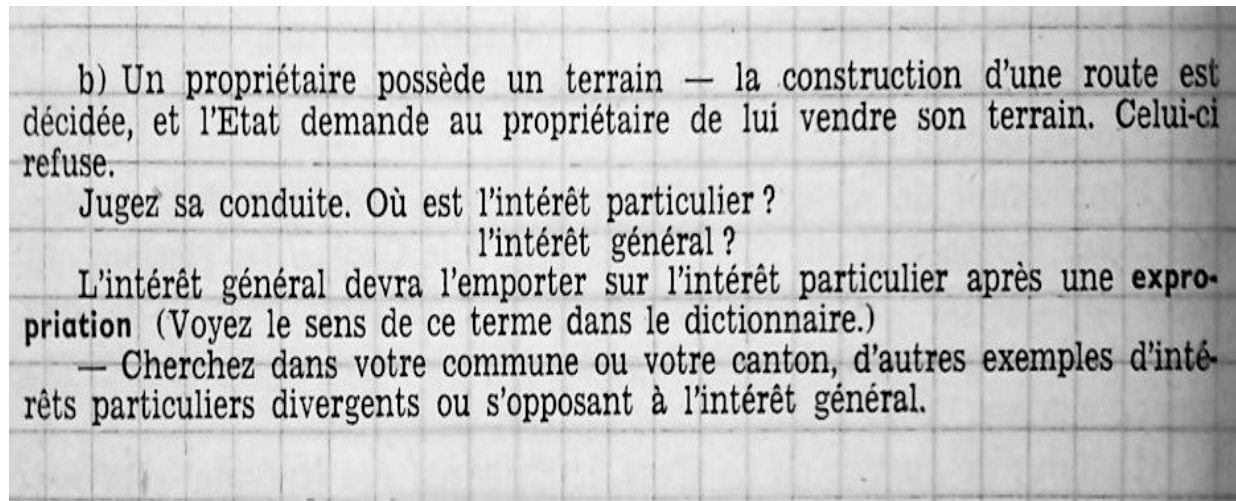 b) Un propriétaire possède un terrain — la construction d'une route est
décidée, et l'Etat demande au propriétaire de lui vendre son terrain. Celui-ci
refuse.
Jugez sa conduite. Où est l'intérêt particulier ?
l'intérêt général ?
L'intérêt général devra l'emporter sur l'intérêt particulier après une expro-
priation (Voyez le sens de ce terme dans le dictionnaire.)
— Cherchez dans votre commune ou votre canton, d'autres exemples d'inté-
rêts particuliers divergents ou s'opposant à l'intérêt général.